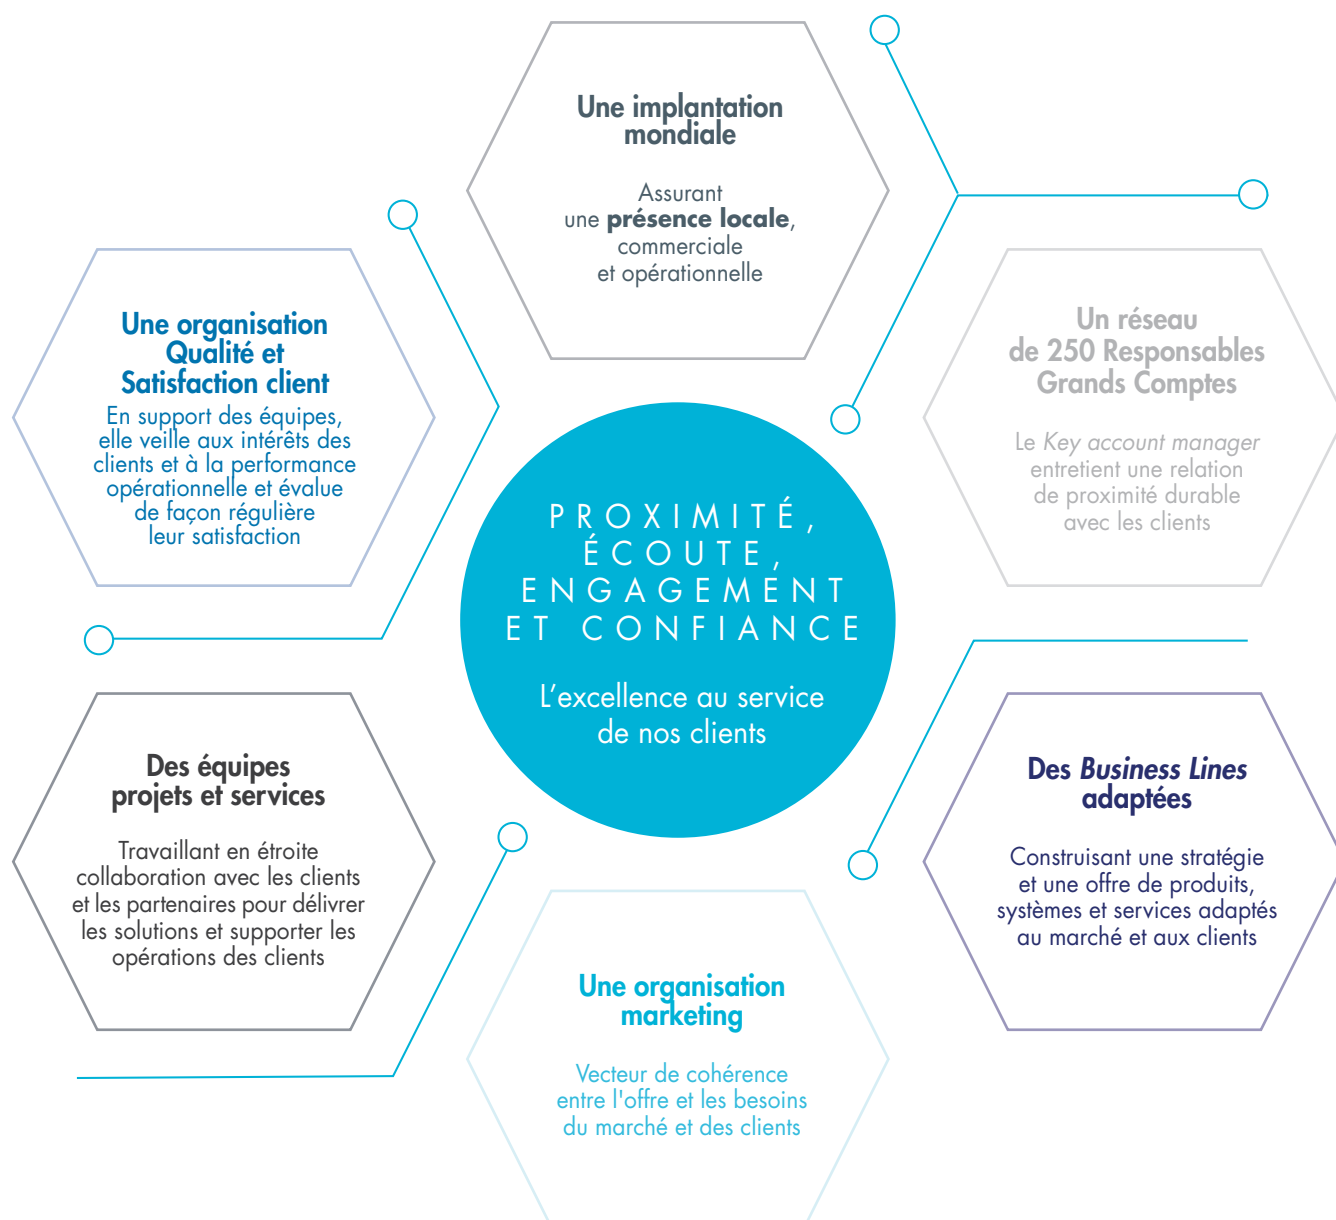 Une implantation
mondiale
Assurant
une présence locale,
commerciale
et opérationnelle
Une organisation
Qualité et
Satisfaction client
En support des équipes,
elle veille aux intérêts des
clients et à la performance
opérationnelle et évalue
de façon régulière
leur satisfaction
Un réseau
de 250 Responsables
Grands Comptes
Le Key account manager
entretient une relation
de proximité durable
avec les clients
PROXIMITÉ,
ÉCOUTE,
ENGAGEMENT
ET CONFIANCE
L’excellence au service
de nos clients
Des équipes
projets et services
Travaillant en étroite
collaboration avec les clients
et les partenaires pour délivrer
les solutions et supporter les
opérations des clients
Des Business Lines
adaptées
Construisant une stratégie
et une offre de produits,
systèmes et services adaptés
au marché et aux clients
Une organisation
marketing
Vecteur de cohérence
entre l'offre et les besoins
du marché et des clients